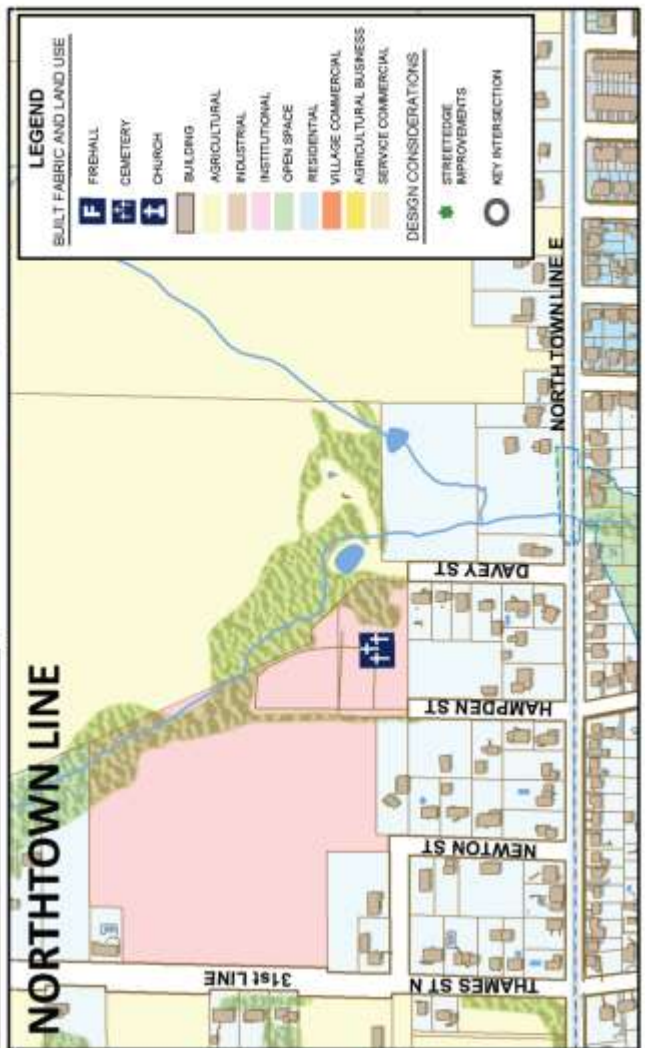 NORTHTOWN LINE
LEGEND
BUILT FABRIC AND LAND USE
F FIREHALL
CEMETERY
CHURCH
BUILDING
AGRICULTURAL
INDUSTRIAL
INSTITUTIONAL
OPEN SPACE
RESIDENTIAL
VILLAGE COMMERCIAL
AGRICULTURAL BUSINESS
SERVICE COMMERCIAL
DESIGN CONSIDERATIONS
STREET EDGE
IMPROVEMENTS
KEY INTERSECTION
31st LINE
THAMES ST N
NEWTON ST
HAMPDEN ST
DAVEY ST
NORTH TOWN LINE E